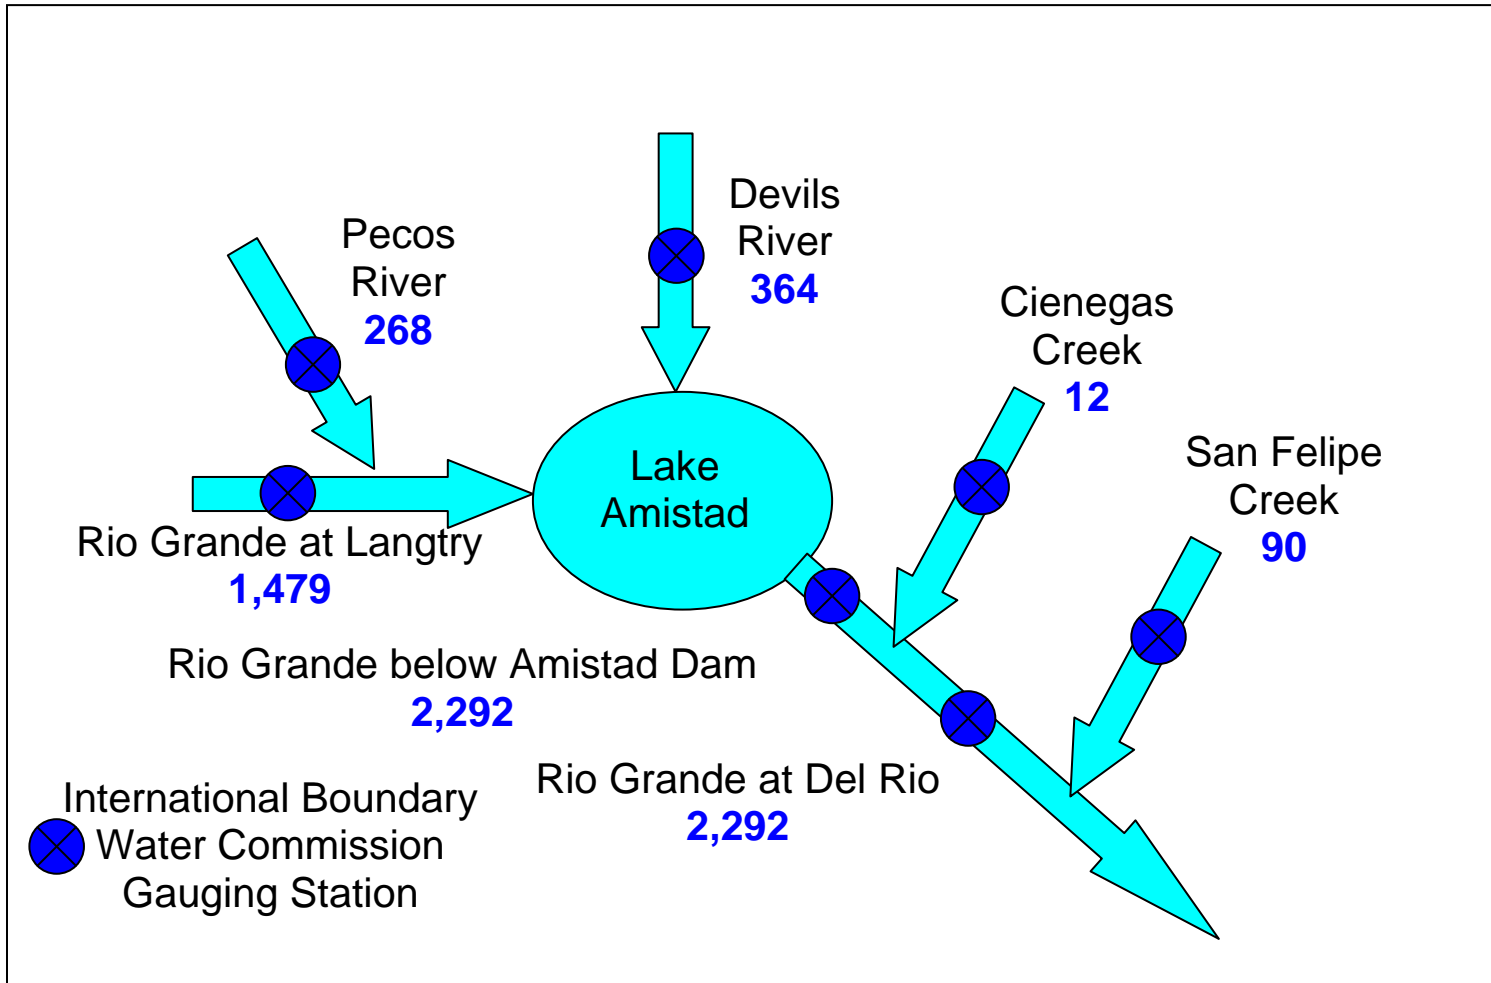 Devils
River
364
Pecos
River
268
Cienegas
Creek
12
San Felipe
Creek
90
Lake
Amistad
Rio Grande at Langtry
1,479
Rio Grande below Amistad Dam
2,292
Rio Grande at Del Rio
2,292
International Boundary
Water Commission
Gauging Station